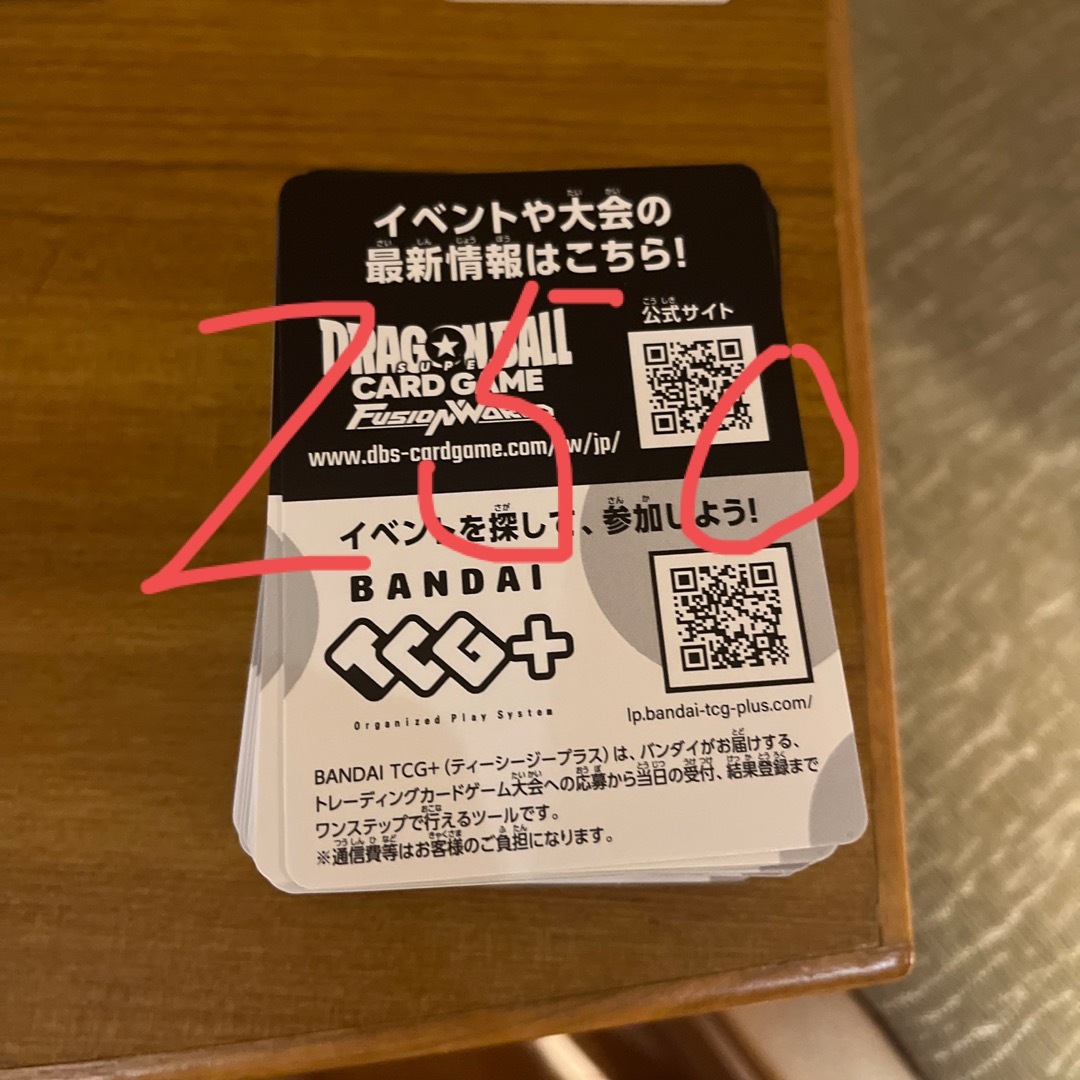 イベントや大会の
最新情報はこちら!
公式サイト
DRAGON BALL
SUPER
CARD GAME
FUSION WORLD
www.dbs-cardgame.com/fw/jp/
250
イベントを探して、参加しよう!
BANDAI
TCG+
Organized Play System
lp.bandai-tcg-plus.com/
BANDAI TCG+(ティーシージープラス)は、バンダイがお届けする、
トレーディングカードゲーム大会への応募から当日の受付、結果登録まで
ワンステップで行えるツールです。
※通信費等はお客様のご負担になります。